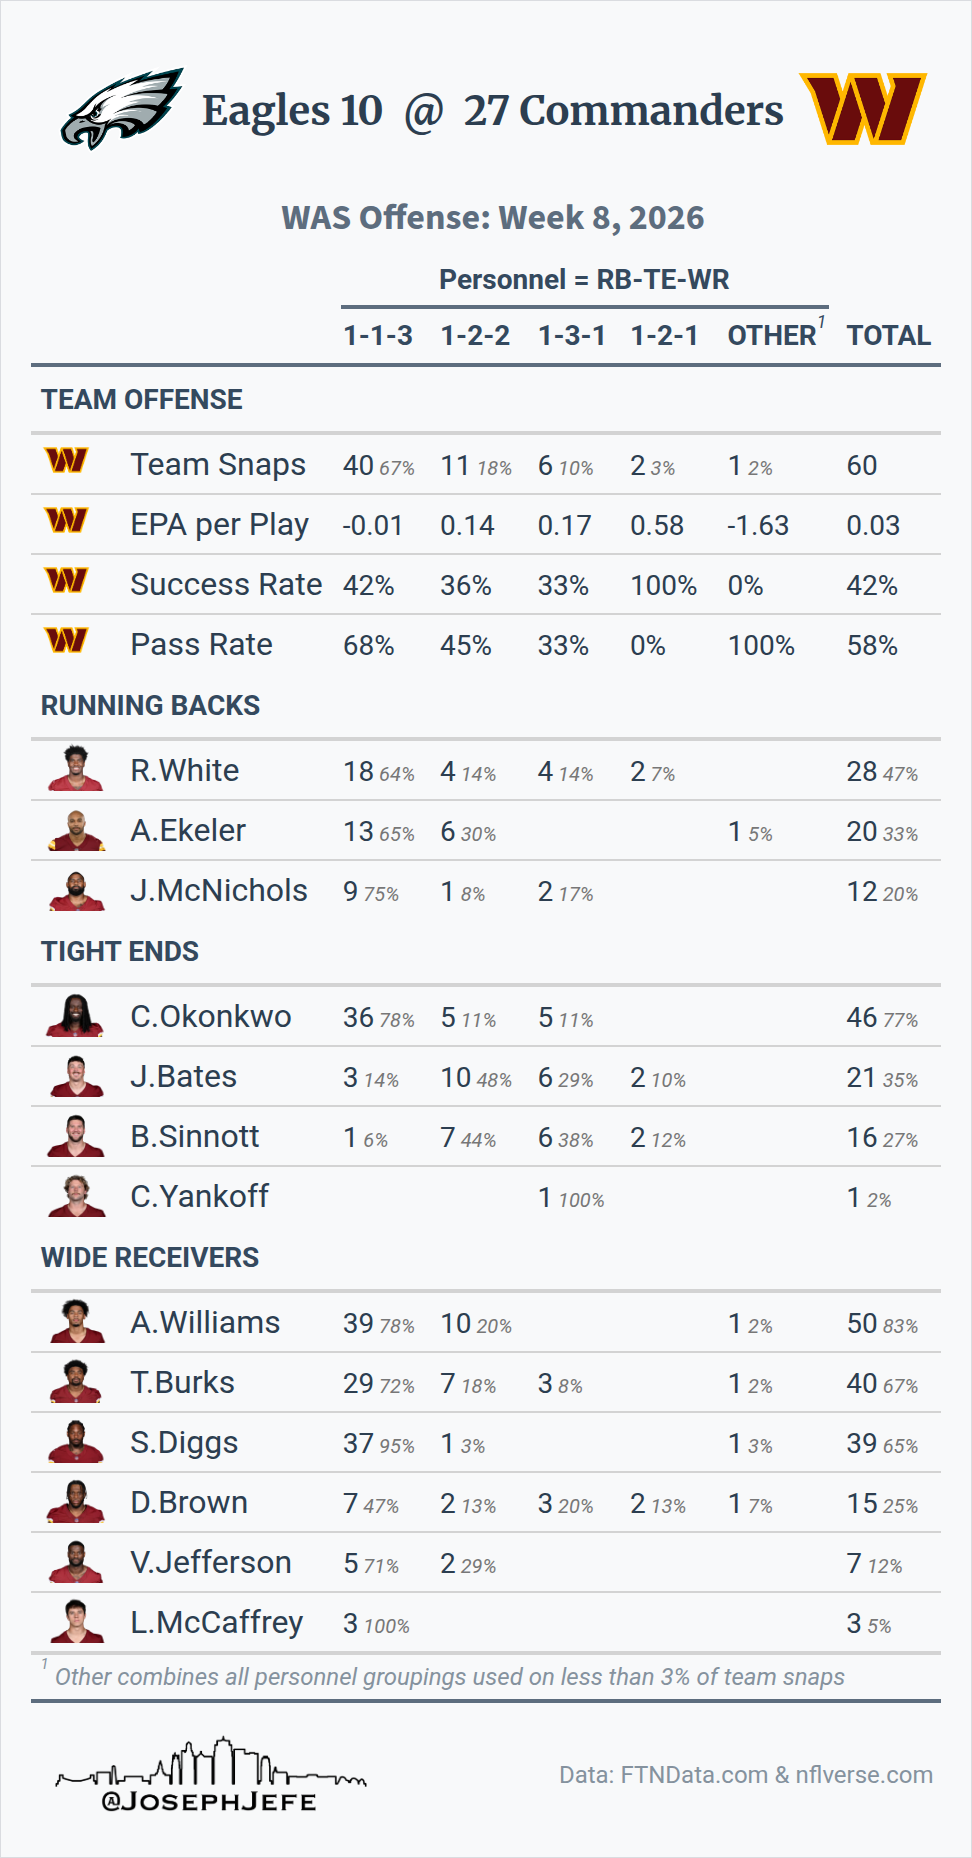 Eagles 10 @ 27 Commanders
WAS Offense: Week 8, 2026
Personnel = RB-TE-WR
1-1-3 1-2-2 1-3-1 1-2-1 OTHER1 TOTAL
TEAM OFFENSE
Team Snaps 40 67% 11 18% 6 10% 2 3% 1 2% 60
EPA per Play -0.01 0.14 0.17 0.58 -1.63 0.03
Success Rate 42% 36% 33% 100% 0% 42%
Pass Rate 68% 45% 33% 0% 100% 58%
RUNNING BACKS
R.White 18 64% 4 14% 4 14% 2 7% 28 47%
A.Ekeler 13 65% 6 30% 1 5% 20 33%
J.McNichols 9 75% 1 8% 2 17% 12 20%
TIGHT ENDS
C.Okonkwo 36 78% 5 11% 5 11% 46 77%
J.Bates 3 14% 10 48% 6 29% 2 10% 21 35%
B.Sinnott 1 6% 7 44% 6 38% 2 12% 16 27%
C.Yankoff 1 100% 1 2%
WIDE RECEIVERS
A.Williams 39 78% 10 20% 1 2% 50 83%
T.Burks 29 72% 7 18% 3 8% 1 2% 40 67%
S.Diggs 37 95% 1 3% 1 3% 39 65%
D.Brown 7 47% 2 13% 3 20% 2 13% 1 7% 15 25%
V.Jefferson 5 71% 2 29% 7 12%
L.McCaffrey 3 100% 3 5%
1 Other combines all personnel groupings used on less than 3% of team snaps
@JosephJefe
Data: FTNData.com & nflverse.com